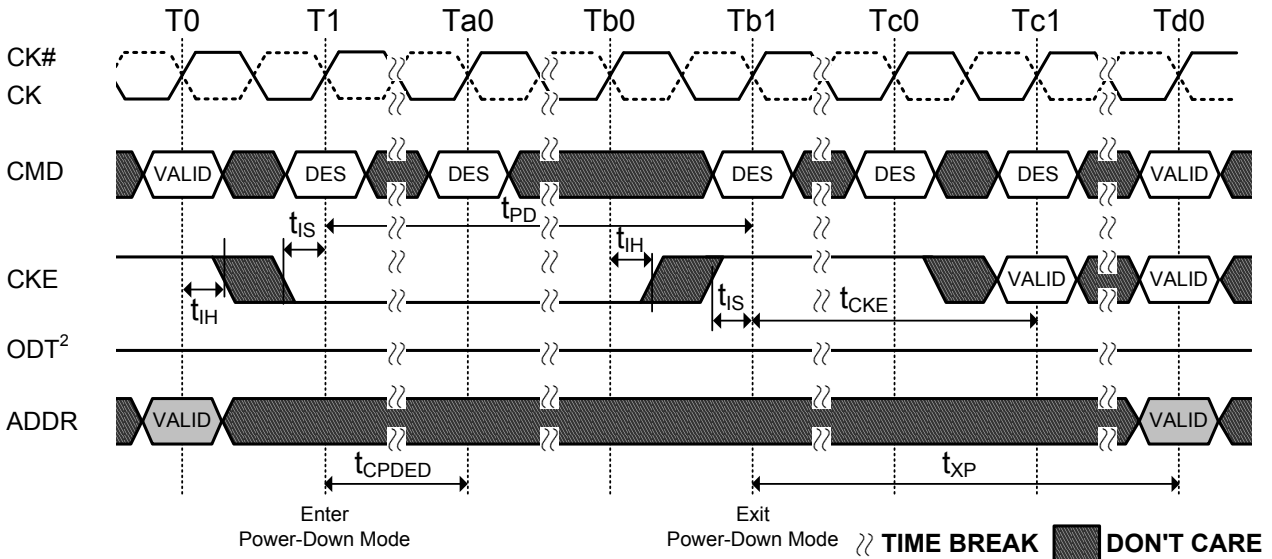 T0 T1 Ta0 Tb0 Tb1 Tc0 Tc1 Td0
CK#
CK
CMD VALID DES DES DES DES DES VALID
tPD
tIS tIH
CKE VALID VALID
tIH tIS tCKE
ODT2
ADDR VALID VALID
tCPDED tXP
Enter
Power-Down Mode
Exit
Power-Down Mode
TIME BREAK DON'T CARE